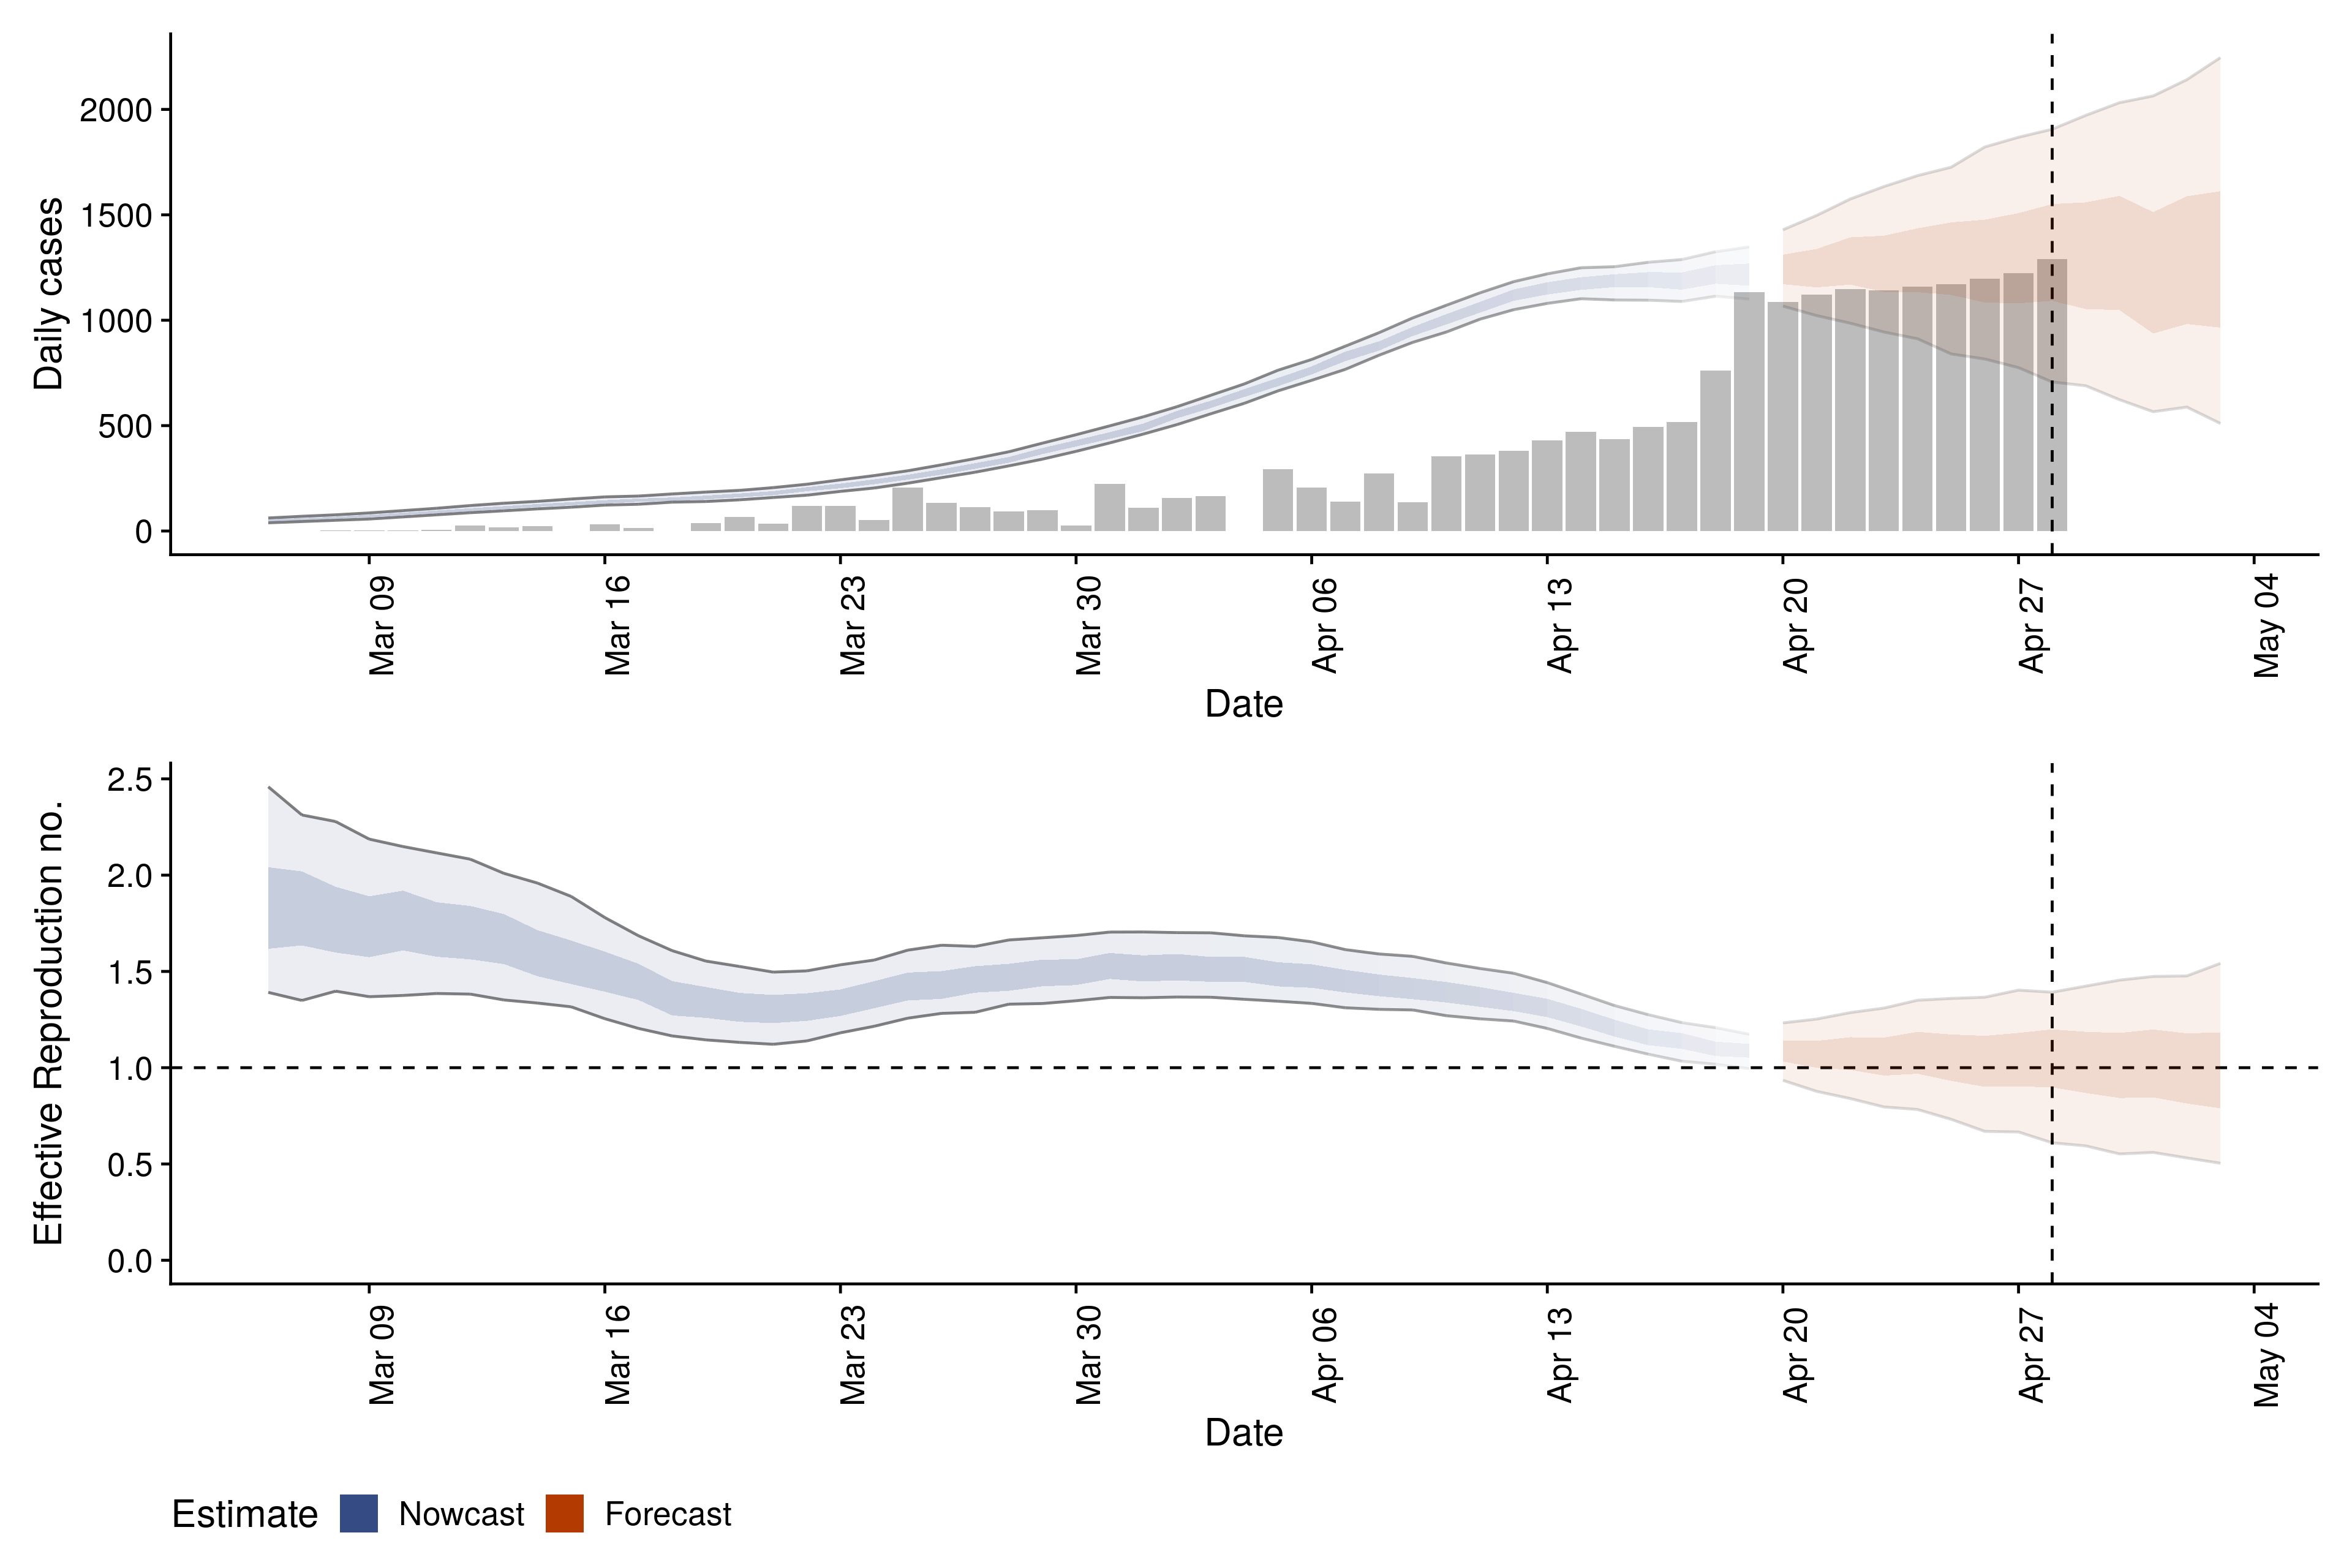 Daily cases
2000
1500
1000
500
0
Mar 09
Mar 16
Mar 23
Mar 30
Apr 06
Apr 13
Apr 20
Apr 27
May 04
Date
Effective Reproduction no.
2.5
2.0
1.5
1.0
0.5
0.0
Mar 09
Mar 16
Mar 23
Mar 30
Apr 06
Apr 13
Apr 20
Apr 27
May 04
Date
Estimate Nowcast Forecast